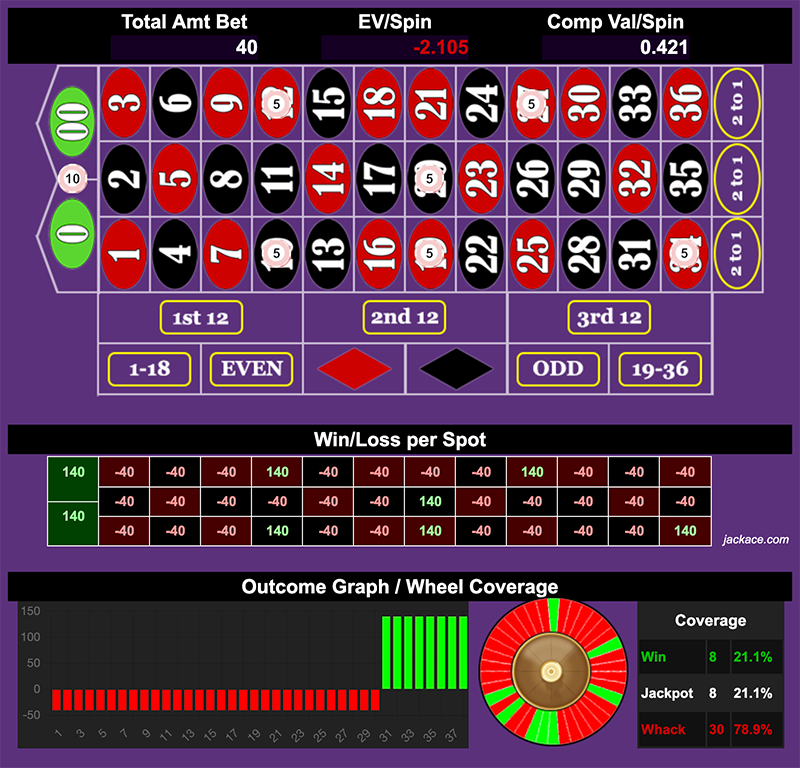 Total Amt Bet EV/Spin Comp Val/Spin
40 -2.105 0.421
00 3 6 9 5 15 18 21 24 5 30 33 36 2 to 1
10 2 5 8 11 14 17 5 23 26 29 32 35 2 to 1
0 1 4 7 5 13 16 5 22 25 28 31 5 2 to 1
1st 12 2nd 12 3rd 12
1-18 EVEN ODD 19-36
Win/Loss per Spot
140 -40 -40 -40 140 -40 -40 -40 -40 140 -40 -40 -40
-40 -40 -40 -40 -40 -40 140 -40 -40 -40 -40 -40
140 -40 -40 -40 140 -40 -40 140 -40 -40 -40 -40 140
jackace.com
Outcome Graph / Wheel Coverage
150
100
50
0
-50
1 3 5 7 9 11 13 15 17 19 21 23 25 27 29 31 33 35 37
Coverage
Win 8 21.1%
Jackpot 8 21.1%
Whack 30 78.9%